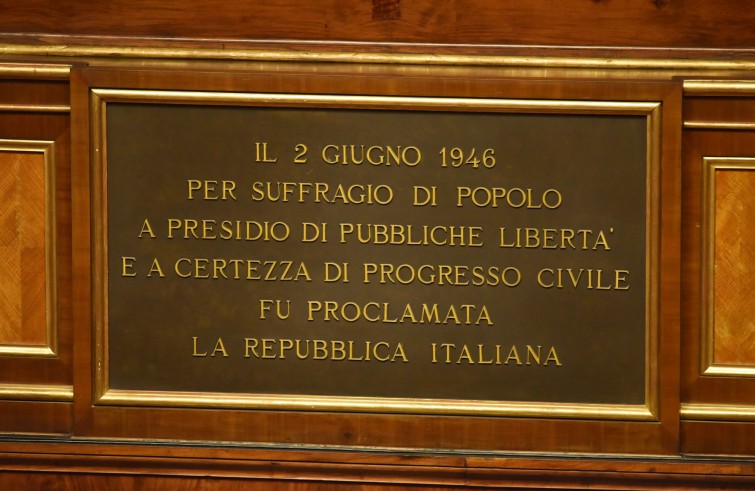 IL 2 GIUGNO 1946
PER SUFFRAGIO DI POPOLO
A PRESIDIO DI PUBBLICHE LIBERTA'
E A CERTEZZA DI PROGRESSO CIVILE
FU PROCLAMATA
LA REPUBBLICA ITALIANA